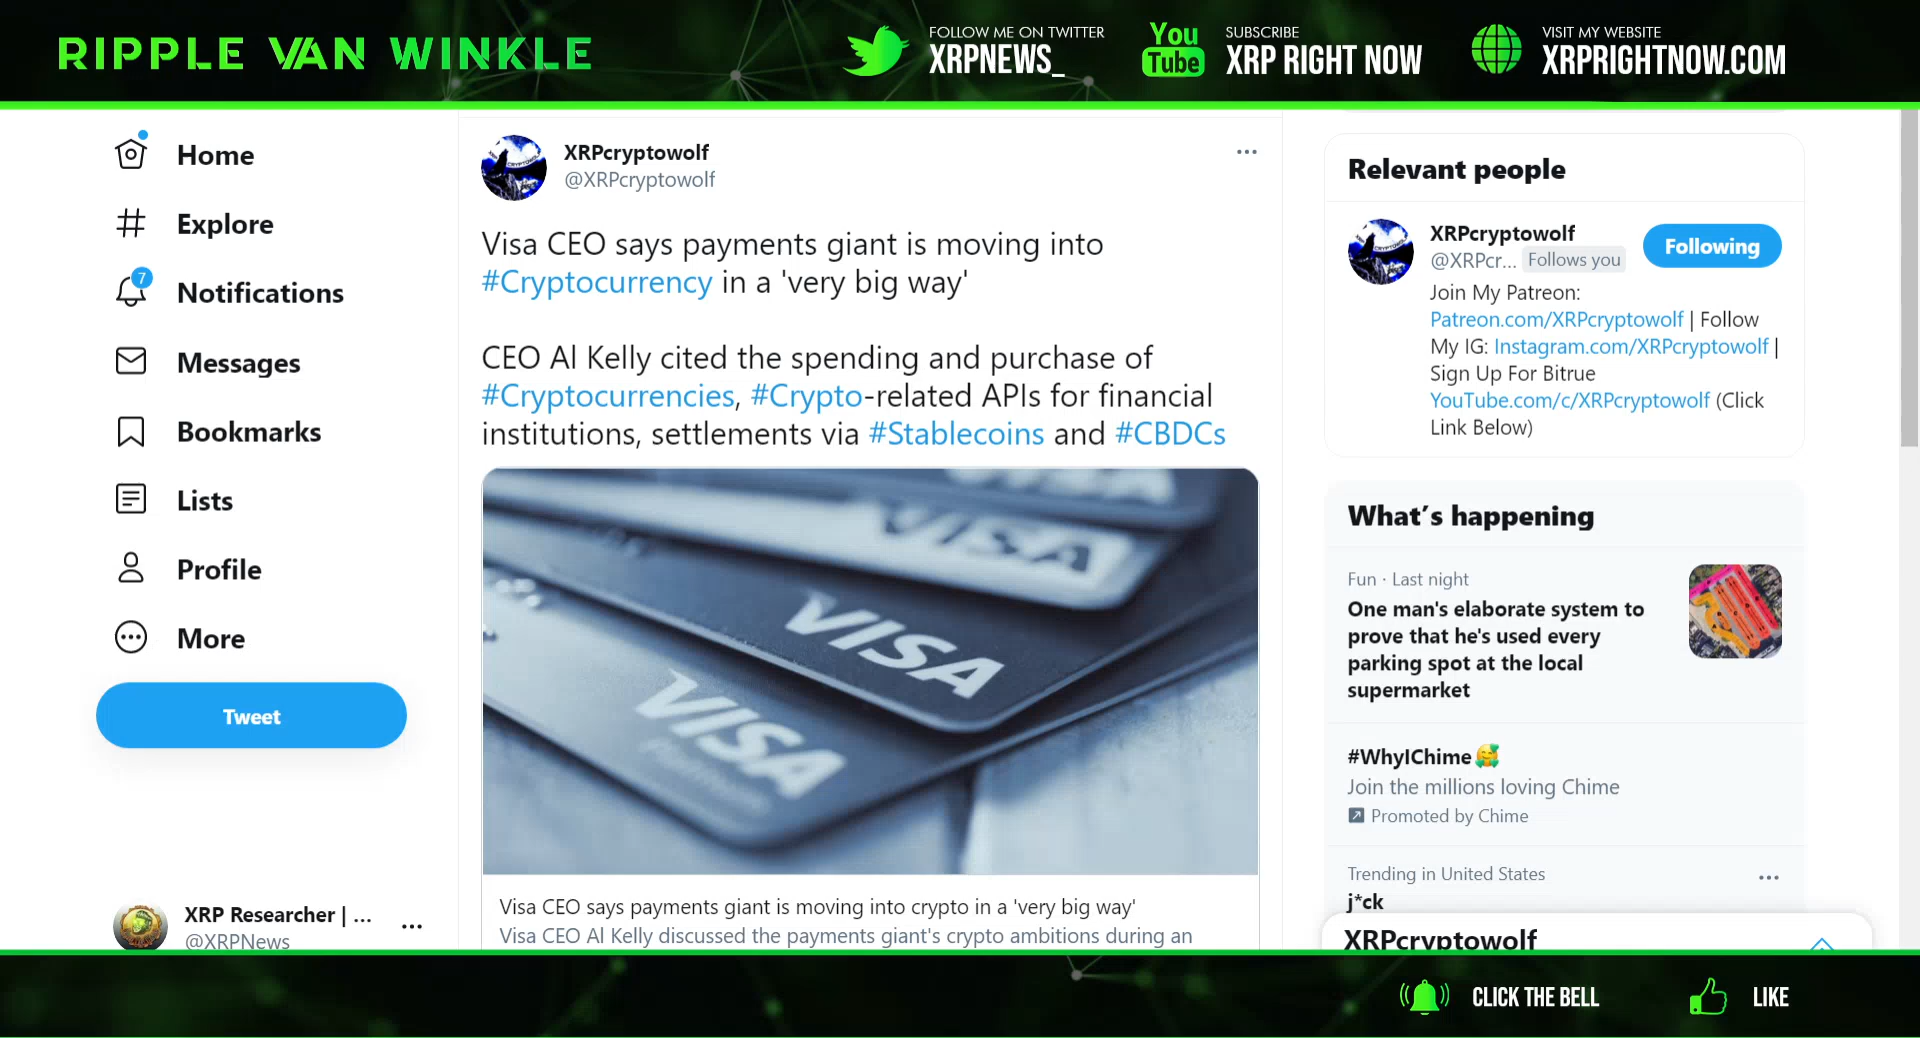 RIPPLE VAN WINKLE
FOLLOW ME ON TWITTER
XRPNEWS_
You
Tube
SUBSCRIBE
XRP RIGHT NOW
VISIT MY WEBSITE
XRPRIGHTNOW.COM
Home
Explore
7
Notifications
Messages
Bookmarks
Lists
Profile
More
Tweet
XRP Researcher | ...
@XRPNews
XRPcryptowolf
@XRPcryptowolf
Visa CEO says payments giant is moving into
#Cryptocurrency in a 'very big way'
CEO Al Kelly cited the spending and purchase of
#Cryptocurrencies, #Crypto-related APIs for financial
institutions, settlements via #Stablecoins and #CBDCs
VISA
VISA
VISA
VISA
Visa CEO says payments giant is moving into crypto in a 'very big way'
Visa CEO Al Kelly discussed the payments giant's crypto ambitions during an
Relevant people
XRPcryptowolf
@XRPcr... Follows you
Following
Join My Patreon:
Patreon.com/XRPcryptowolf | Follow
My IG: Instagram.com/XRPcryptowolf |
Sign Up For Bitrue
YouTube.com/c/XRPcryptowolf (Click
Link Below)
What's happening
Fun · Last night
One man's elaborate system to
prove that he's used every
parking spot at the local
supermarket
#WhyIChime
Join the millions loving Chime
Promoted by Chime
Trending in United States
j*ck
XRPcryptowolf
CLICK THE BELL
LIKE